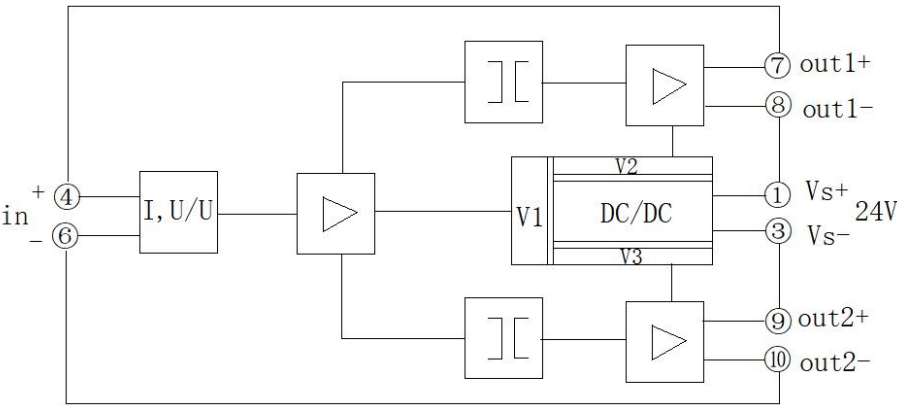 ⑦ out1+
⑧ out1-
V2
+ ④
I,U/U
in
V1
DC/DC
① Vs+
24V
- ⑥
③ Vs-
V3
⑨ out2+
⑩ out2-